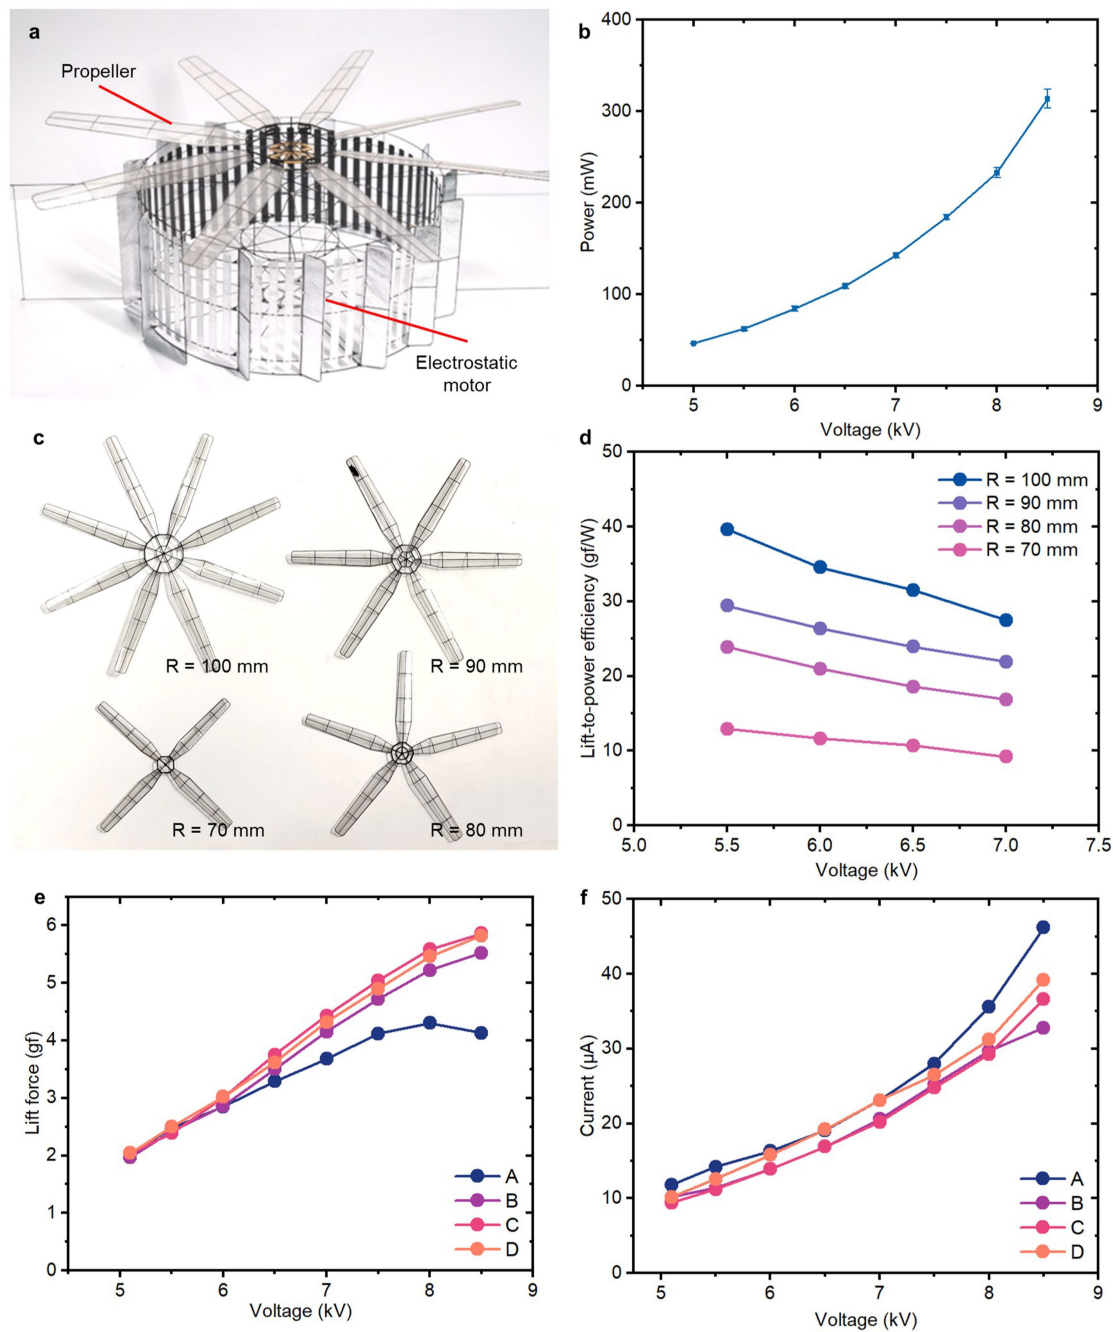 a
Propeller
Electrostatic
motor
b
400
300
200
100
0
Power (mW)
5 6 7 8 9
Voltage (kV)
c
R = 100 mm
R = 90 mm
R = 70 mm
R = 80 mm
d
50
40
30
20
10
0
Lift-to-power efficiency (gf/W)
R = 100 mm
R = 90 mm
R = 80 mm
R = 70 mm
5.0 5.5 6.0 6.5 7.0 7.5
Voltage (kV)
e
6
5
4
3
2
1
0
Lift force (gf)
A
B
C
D
5 6 7 8 9
Voltage (kV)
f
50
40
30
20
10
0
Current (μA)
A
B
C
D
5 6 7 8 9
Voltage (kV)